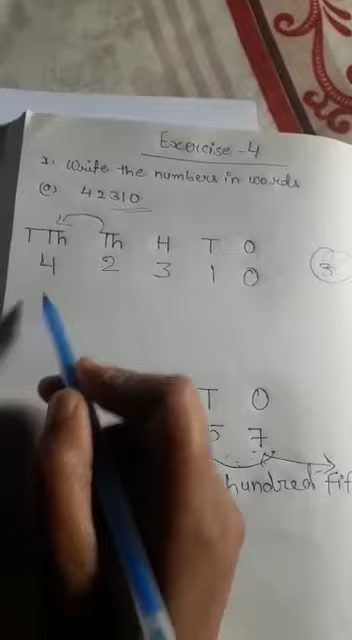 Exercise - 4
1. Write the numbers in words
(a) 42310
T Th Th H T O
4 2 3 1 0
3
T O
5 7
hundred Fif